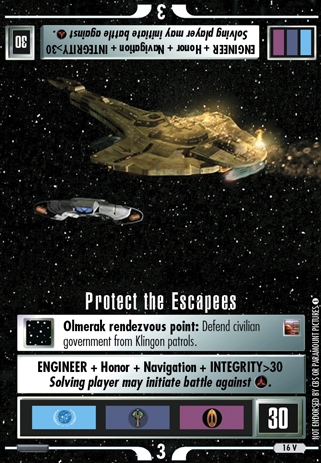 3
ENGINEER + Honor + Navigation + INTEGRITY>30
Solving player may initiate battle against
30
Protect the Escapees
Olmerak rendezvous point: Defend civilian
government from Klingon patrols.
ENGINEER + Honor + Navigation + INTEGRITY>30
Solving player may initiate battle against .
30
3
16 V
NOT ENDORSED BY CBS OR PARAMOUNT PICTURES